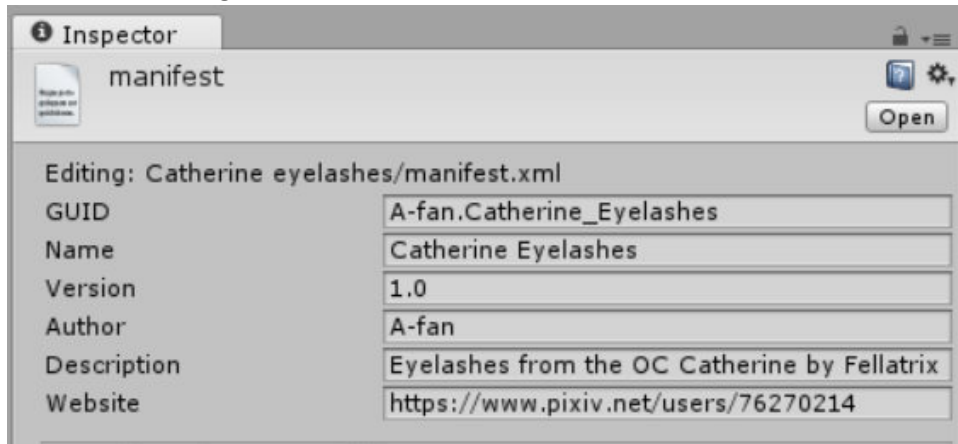 Inspector
manifest
Open
Editing: Catherine eyelashes/manifest.xml
GUID A-fan.Catherine_Eyelashes
Name Catherine Eyelashes
Version 1.0
Author A-fan
Description Eyelashes from the OC Catherine by Fellatrix
Website https://www.pixiv.net/users/76270214